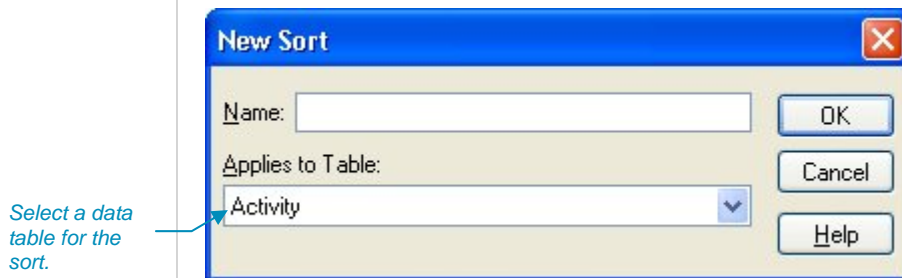 New Sort
Name:
OK
Applies to Table:
Cancel
Activity
Help
Select a data
table for the
sort.